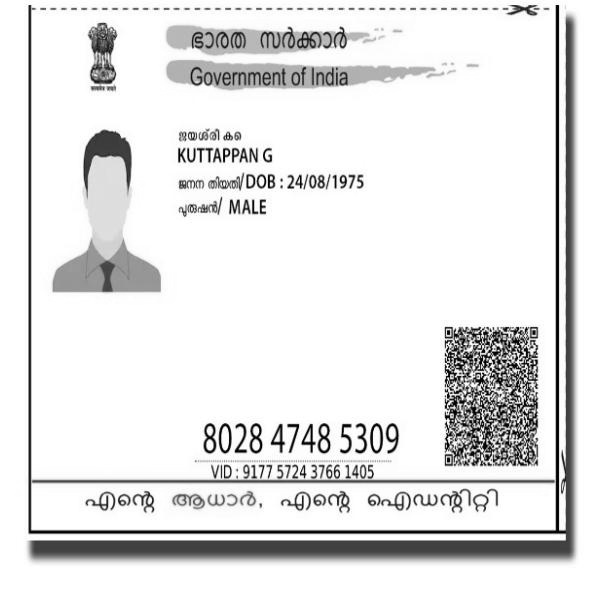 ഭാരത സർക്കാർ
Government of India
ജയശ്രി കെ
KUTTAPPAN G
ജനന തിയതി/DOB : 24/08/1975
പുരുഷൻ/ MALE
8028 4748 5309
VID : 9177 5724 3766 1405
എന്റെ ആധാർ, എന്റെ ഐഡന്റിറ്റി